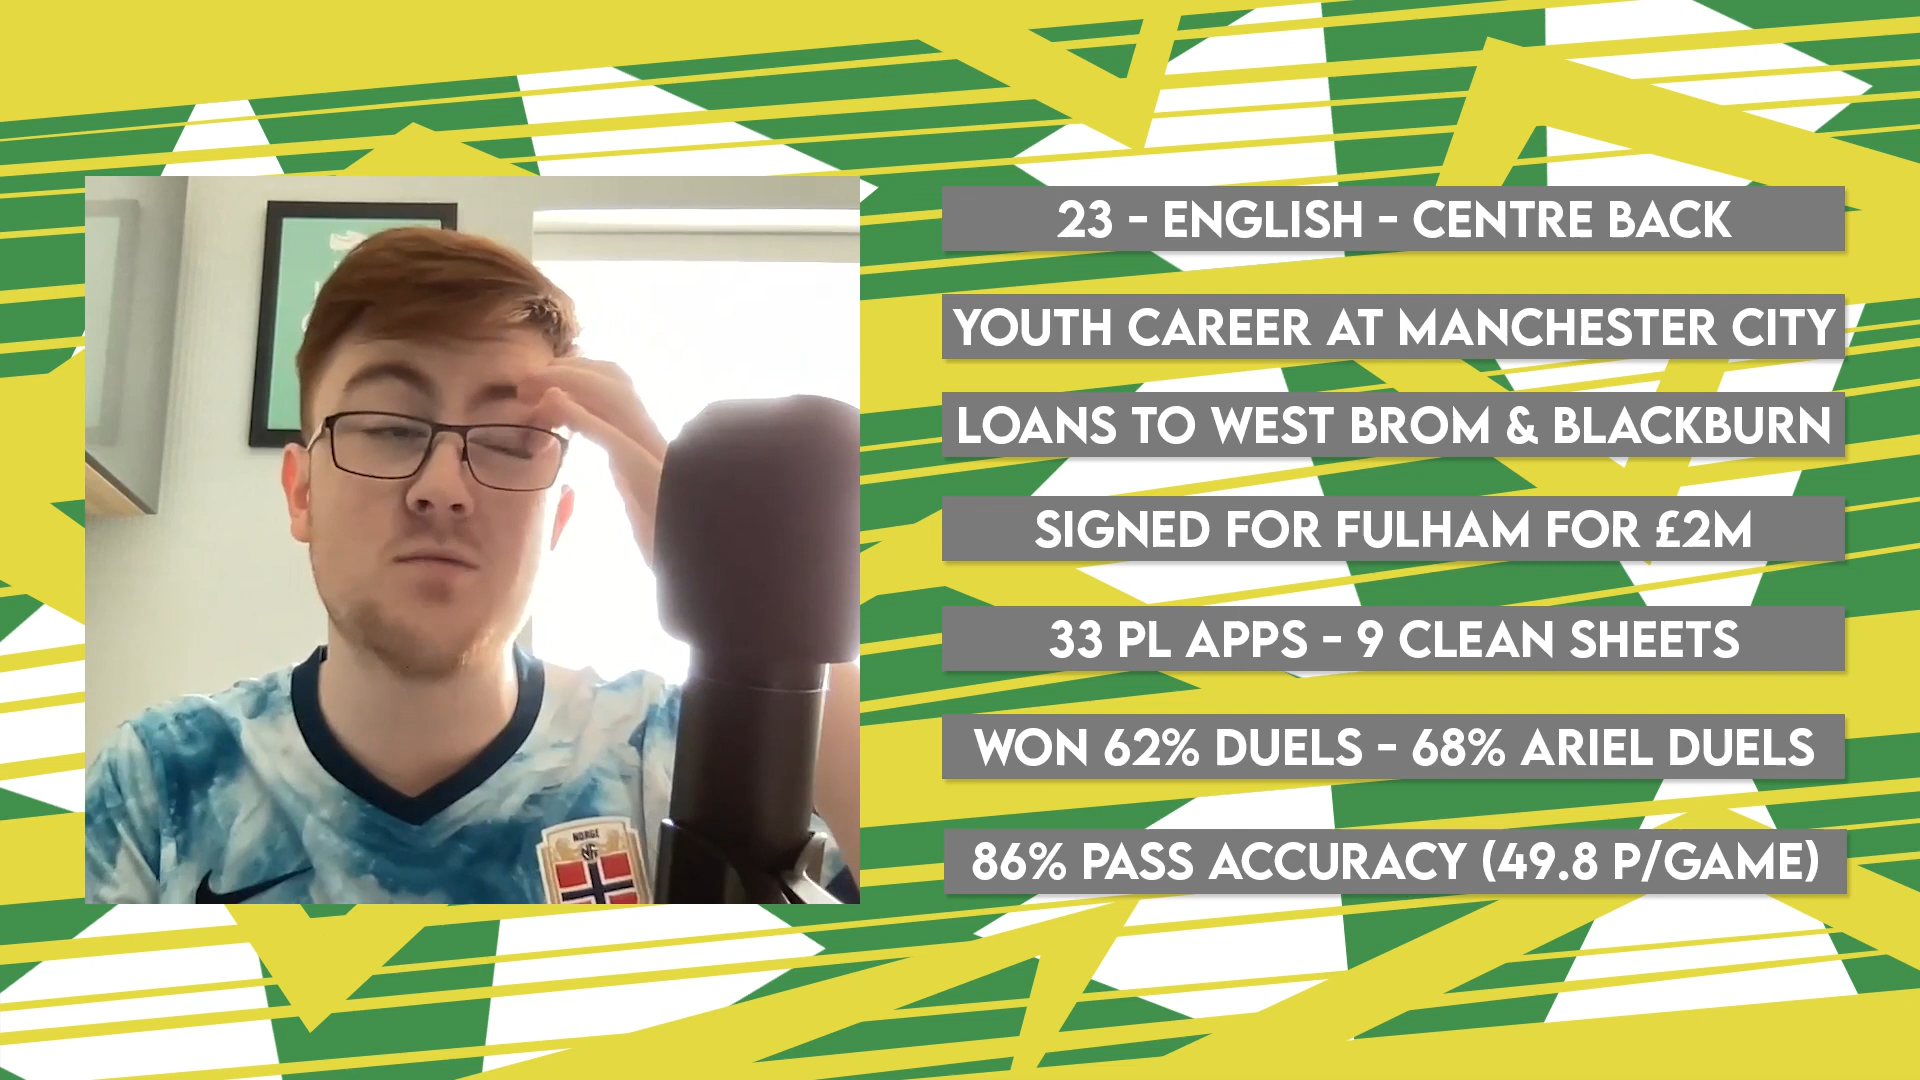 23 - ENGLISH - CENTRE BACK
YOUTH CAREER AT MANCHESTER CITY
LOANS TO WEST BROM & BLACKBURN
SIGNED FOR FULHAM FOR £2M
33 PL APPS - 9 CLEAN SHEETS
WON 62% DUELS - 68% ARIEL DUELS
86% PASS ACCURACY (49.8 P/GAME)
NORGE